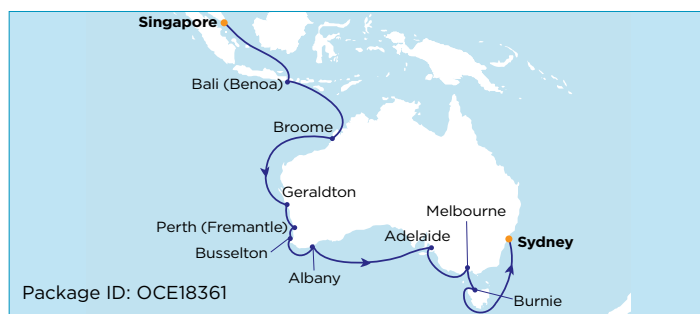 Singapore
Bali (Benoa)
Broome
Geraldton
Melbourne
Perth (Fremantle)
Adelaide
Sydney
Busselton
Albany
Package ID: OCE18361
Burnie